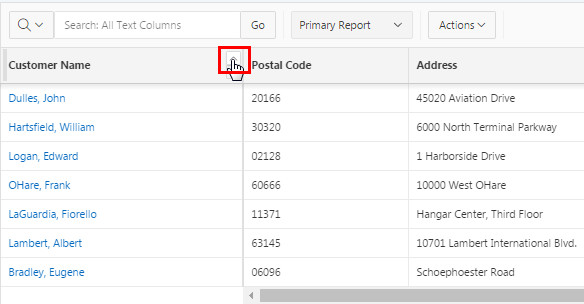 Search: All Text Columns Go Primary Report Actions
Customer Name Postal Code Address
Dulles, John 20166 45020 Aviation Drive
Hartsfield, William 30320 6000 North Terminal Parkway
Logan, Edward 02128 1 Harborside Drive
OHare, Frank 60666 10000 West OHare
LaGuardia, Fiorello 11371 Hangar Center, Third Floor
Lambert, Albert 63145 10701 Lambert International Blvd.
Bradley, Eugene 06096 Schoephoester Road